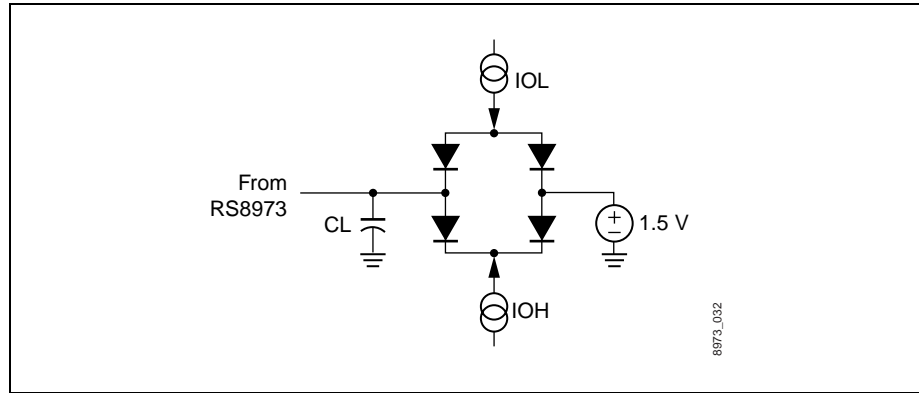 IOL
From
RS8973
CL
1.5 V
IOH
8973_032